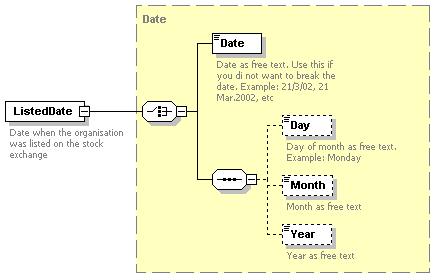 Date
Date
Date as free text. Use this if
you di not want to break the
date. Example: 21/3/02, 21
Mar.2002, etc
ListedDate
Date when the organisation
was listed on the stock
exchange
Day
Day of month as free text.
Example: Monday
Month
Month as free text
Year
Year as free text